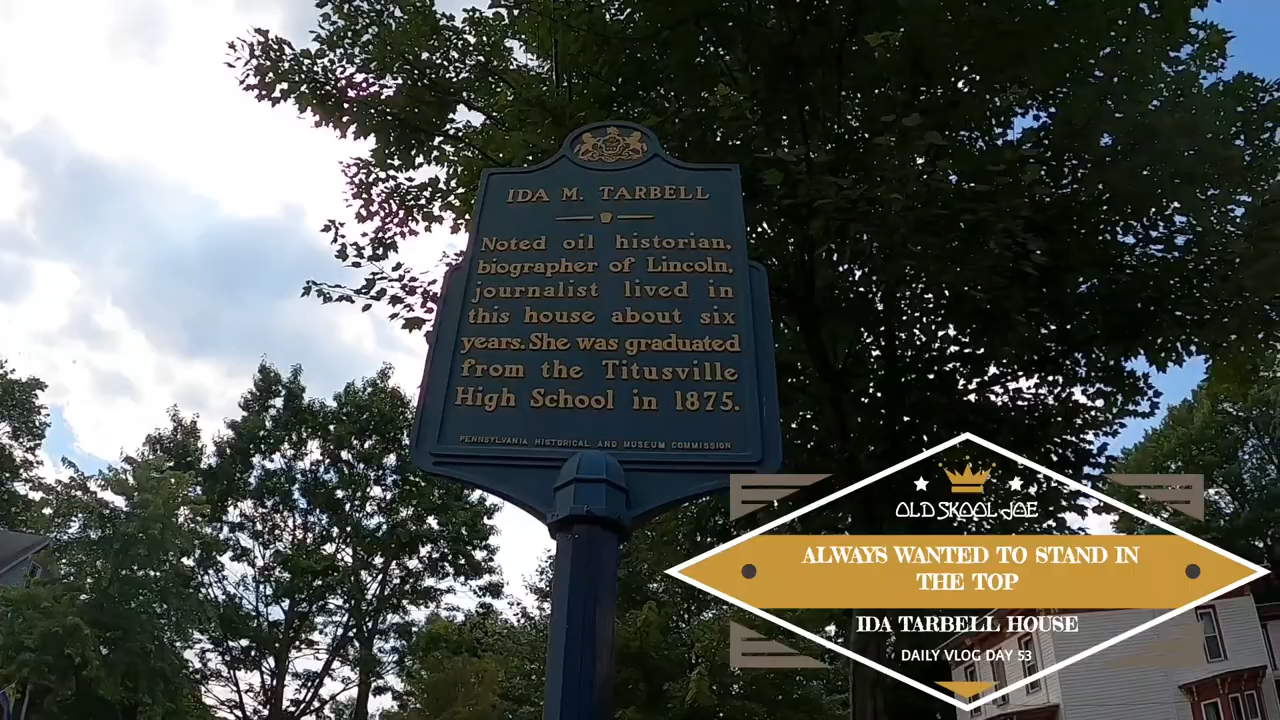 IDA M. TARBELL
Noted oil historian,
biographer of Lincoln,
journalist lived in
this house about six
years. She was graduated
from the Titusville
High School in 1875.
PENNSYLVANIA HISTORICAL AND MUSEUM COMMISSION
OLD SKOOL JOE
ALWAYS WANTED TO STAND IN
THE TOP
IDA TARBELL HOUSE
DAILY VLOG DAY 53